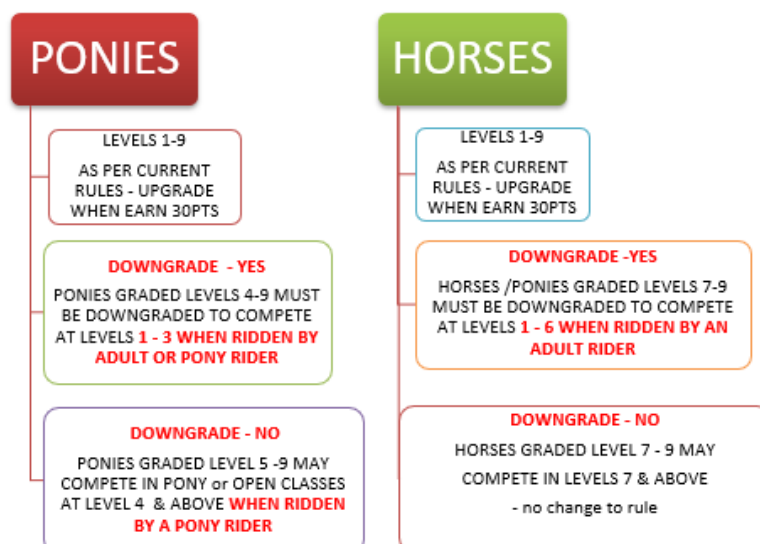 PONIES
LEVELS 1-9
AS PER CURRENT
RULES - UPGRADE
WHEN EARN 30PTS
DOWNGRADE - YES
PONIES GRADED LEVELS 4-9 MUST
BE DOWNGRADED TO COMPETE
AT LEVELS 1 - 3 WHEN RIDDEN BY
ADULT OR PONY RIDER
DOWNGRADE - NO
PONIES GRADED LEVEL 5 -9 MAY
COMPETE IN PONY or OPEN CLASSES
AT LEVEL 4 & ABOVE WHEN RIDDEN
BY A PONY RIDER
HORSES
LEVELS 1-9
AS PER CURRENT
RULES - UPGRADE
WHEN EARN 30PTS
DOWNGRADE -YES
HORSES /PONIES GRADED LEVELS 7-9
MUST BE DOWNGRADED TO COMPETE
AT LEVELS 1 - 6 WHEN RIDDEN BY AN
ADULT RIDER
DOWNGRADE - NO
HORSES GRADED LEVEL 7 - 9 MAY
COMPETE IN LEVELS 7 & ABOVE
- no change to rule